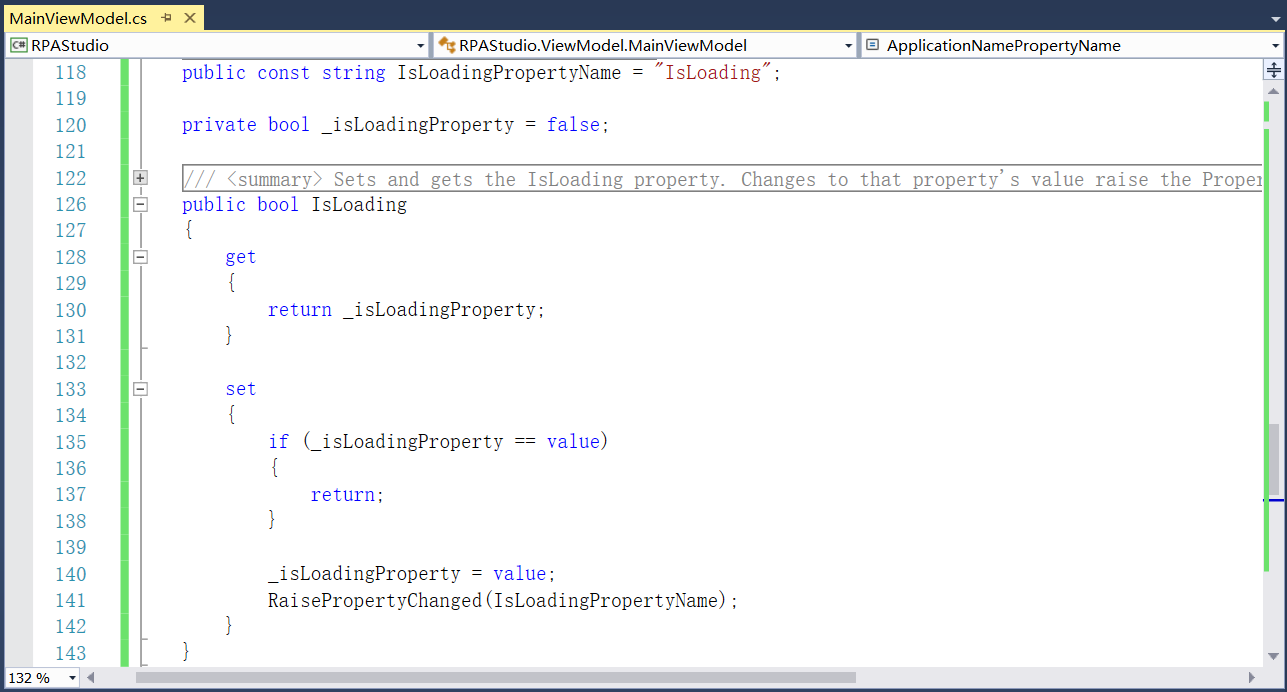 MainViewModel.cs
RPAStudio RPAStudio.ViewModel.MainViewModel ApplicationNamePropertyName
118 public const string IsLoadingPropertyName = "IsLoading";
119
120 private bool _isLoadingProperty = false;
121
122 /// <summary> Sets and gets the IsLoading property. Changes to that property's value raise the Proper
126 public bool IsLoading
127 {
128 get
129 {
130 return _isLoadingProperty;
131 }
132
133 set
134 {
135 if (_isLoadingProperty == value)
136 {
137 return;
138 }
139
140 _isLoadingProperty = value;
141 RaisePropertyChanged(IsLoadingPropertyName);
142 }
143 }
132 %